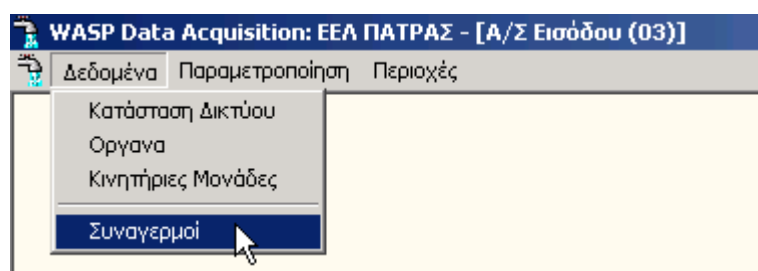 WASP Data Acquisition: ΕΕΛ ΠΑΤΡΑΣ - [Α/Σ Εισόδου (03)]
Δεδομένα Παραμετροποίηση Περιοχές
Κατάσταση Δικτύου
Οργανα
Κινητήριες Μονάδες
Συναγερμοί